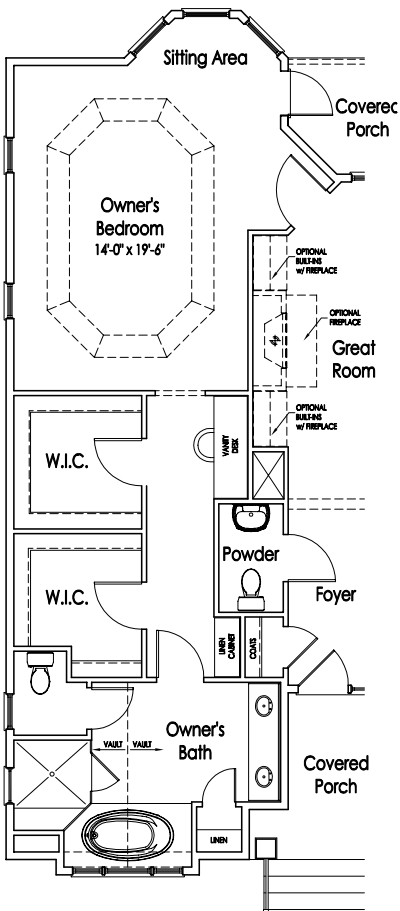 Sitting Area
Covered
Porch
Owner's
Bedroom
14'-0" x 19'-6"
OPTIONAL
BUILT-INS
w/ FIREPLACE
OPTIONAL
FIREPLACE
Great
Room
OPTIONAL
BUILT-INS
w/ FIREPLACE
VANITY
DESK
W.I.C.
Powder
W.I.C.
Foyer
LINEN
CABINET
COATS
Owner's
Bath
VAULT VAULT
Covered
Porch
LINEN